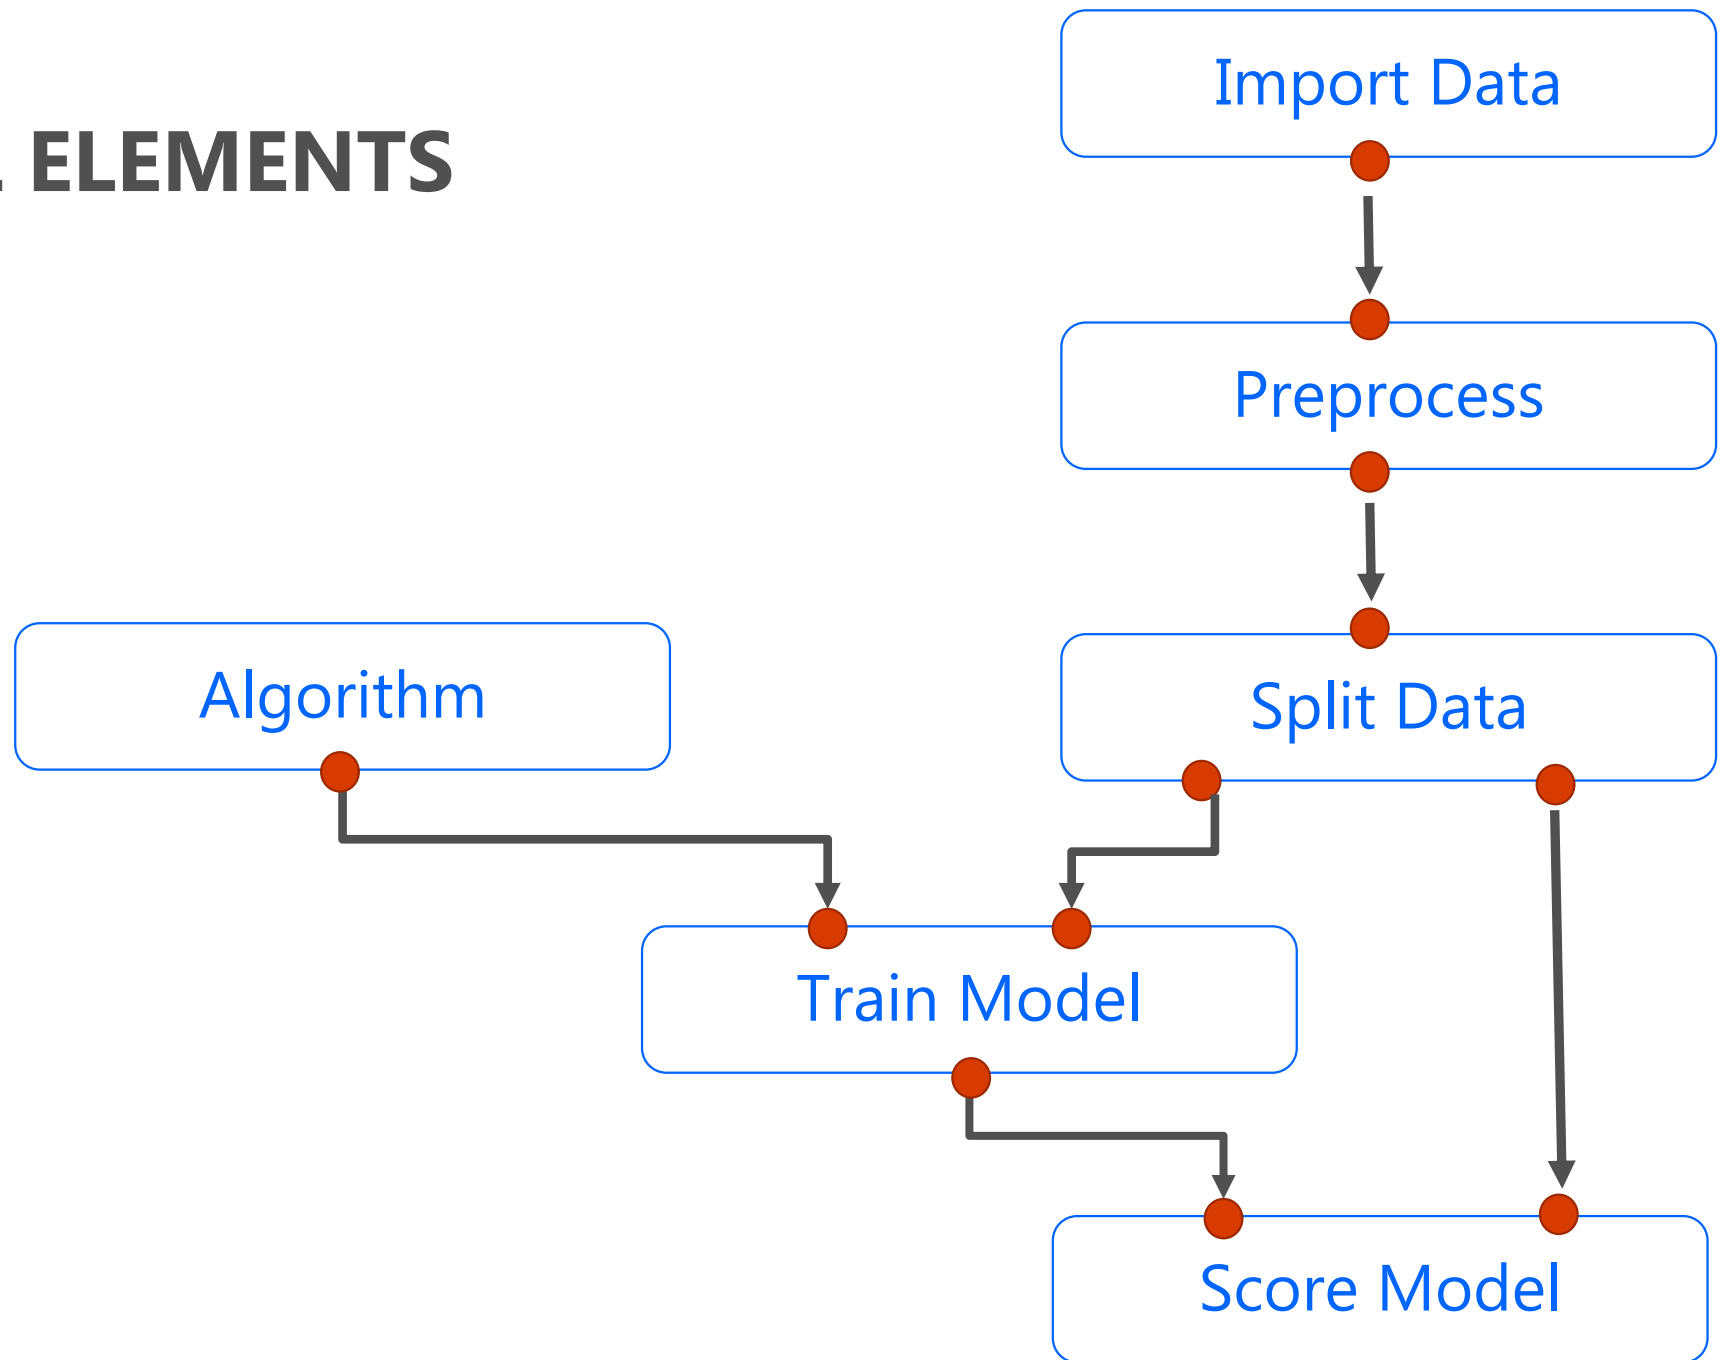 ELEMENTS
Import Data
Preprocess
Split Data
Algorithm
Train Model
Score Model